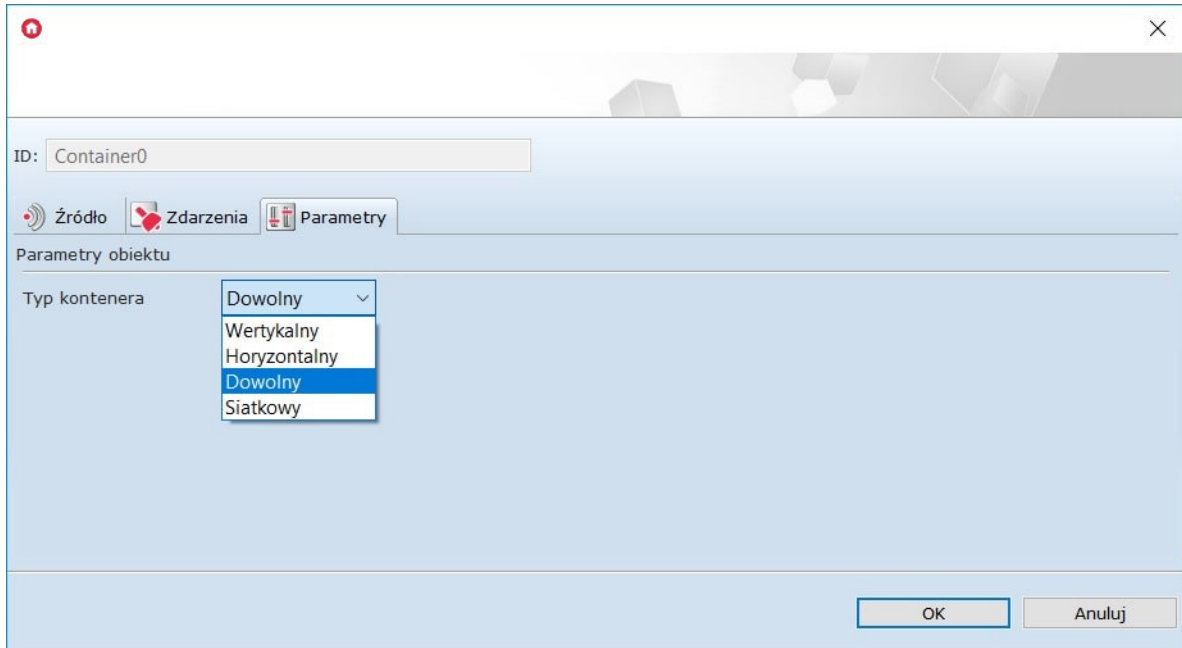 ID: Container0
Źródło Zdarzenia Parametry
Parametry obiektu
Typ kontenera Dowolny
Wertykalny
Horyzontalny
Dowolny
Siatkowy
OK Anuluj